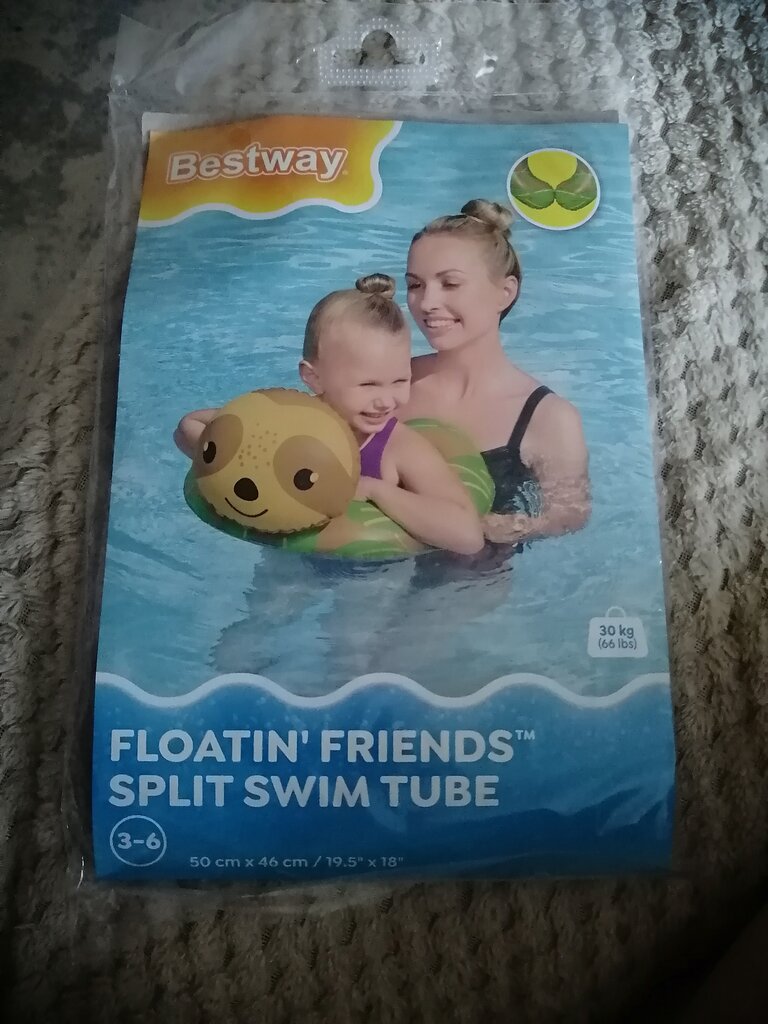 Bestway
30 kg
(66 lbs)
FLOATIN' FRIENDS™
SPLIT SWIM TUBE
3-6
50 cm x 46 cm / 19.5" x 18"